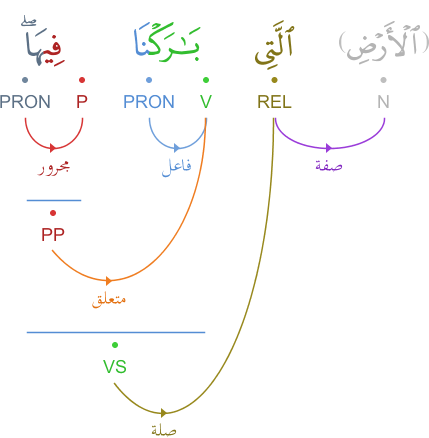 (ٱلْأَرْضِ) ٱلَّتِى بَـٰرَكْنَا فِيهَا ۖ
N REL V PRON P PRON
صفة فاعل مجرور
PP
متعلق
VS
صلة